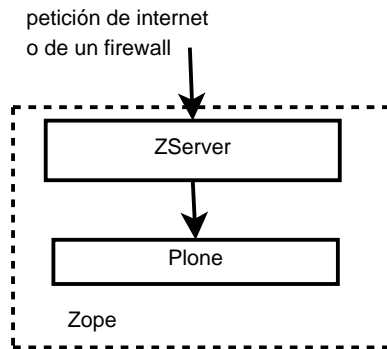 petición de internet
o de un firewall
ZServer
Plone
Zope